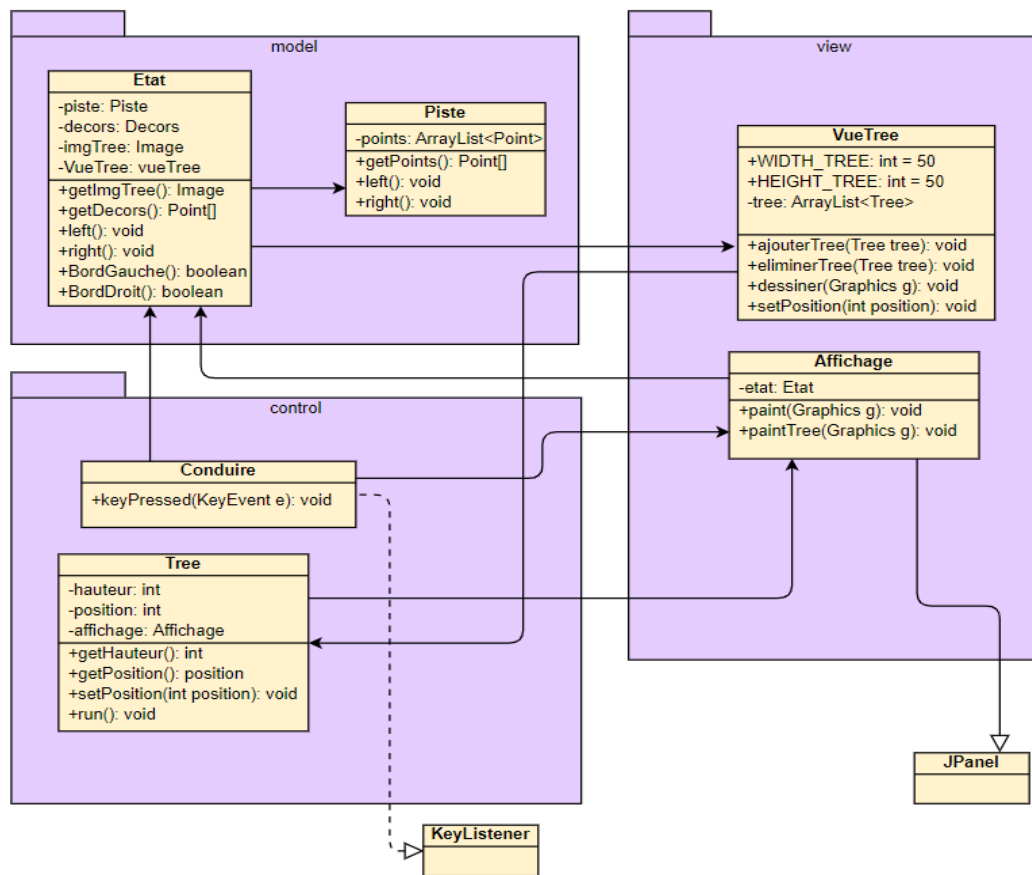 model
Etat
-piste: Piste
-decors: Decors
-imgTree: Image
-VueTree: vueTree
+getImgTree(): Image
+getDecors(): Point[]
+left(): void
+right(): void
+BordGauche(): boolean
+BordDroit(): boolean
Piste
-points: ArrayList<Point>
+getPoints(): Point[]
+left(): void
+right(): void
view
VueTree
+WIDTH_TREE: int = 50
+HEIGHT_TREE: int = 50
-tree: ArrayList<Tree>
+ajouterTree(Tree tree): void
+eliminerTree(Tree tree): void
+dessiner(Graphics g): void
+setPosition(int position): void
Affichage
-etat: Etat
+paint(Graphics g): void
+paintTree(Graphics g): void
control
Conduire
+keyPressed(KeyEvent e): void
Tree
-hauteur: int
-position: int
-affichage: Affichage
+getHauteur(): int
+getPosition(): position
+setPosition(int position): void
+run(): void
JPanel
KeyListener